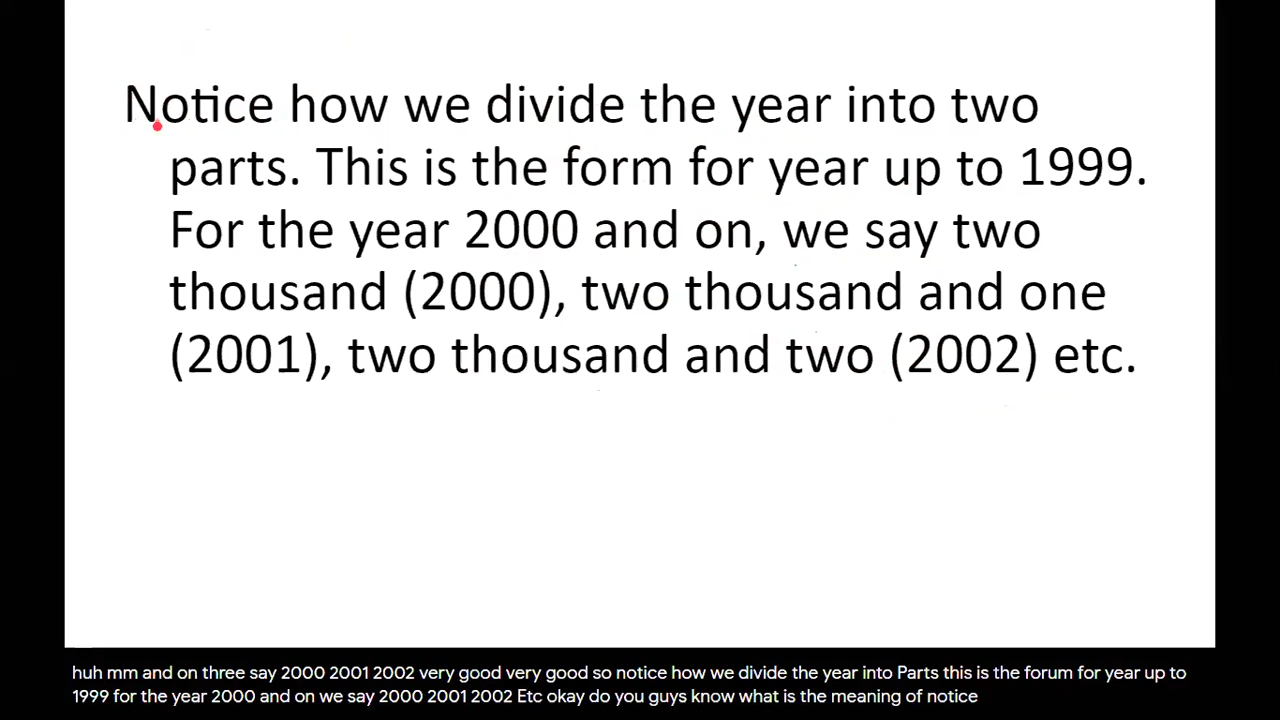 Notice how we divide the year into two
parts. This is the form for year up to 1999.
For the year 2000 and on, we say two
thousand (2000), two thousand and one
(2001), two thousand and two (2002) etc.
huh mm and on three say 2000 2001 2002 very good very good so notice how we divide the year into Parts this is the forum for year up to
1999 for the year 2000 and on we say 2000 2001 2002 Etc okay do you guys know what is the meaning of notice